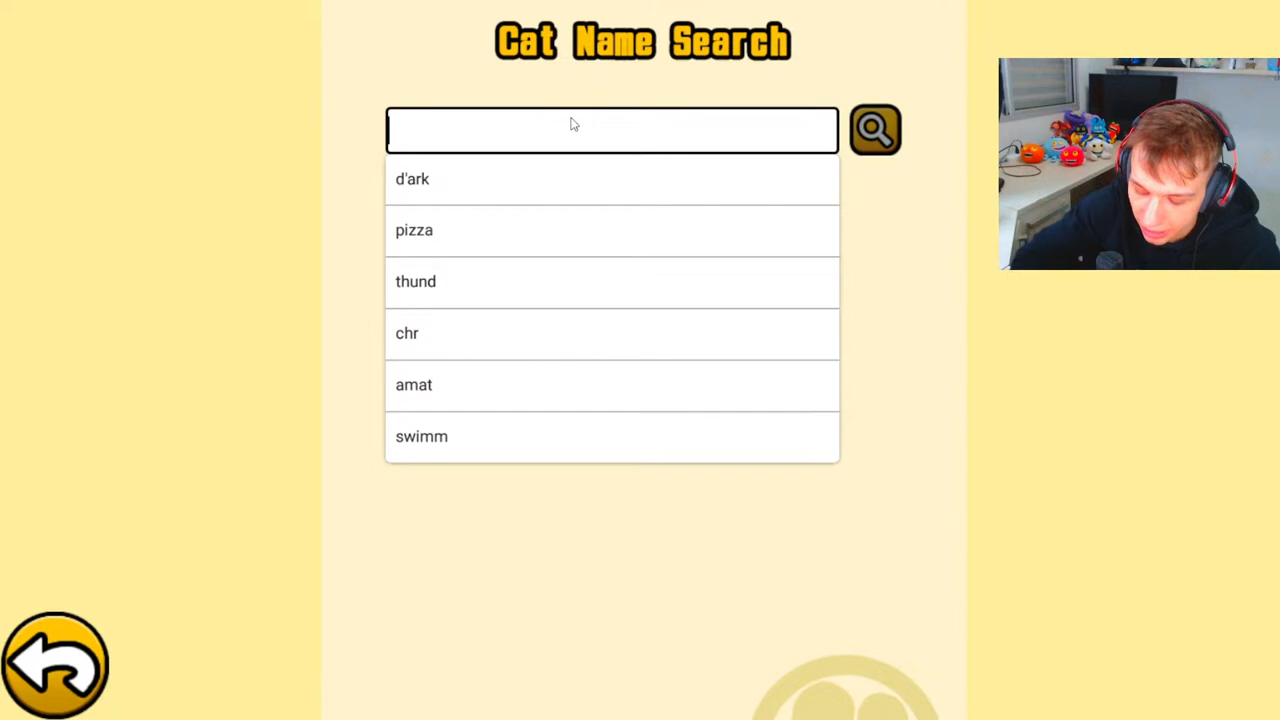 Cat Name Search
d'ark
pizza
thund
chr
amat
swimm